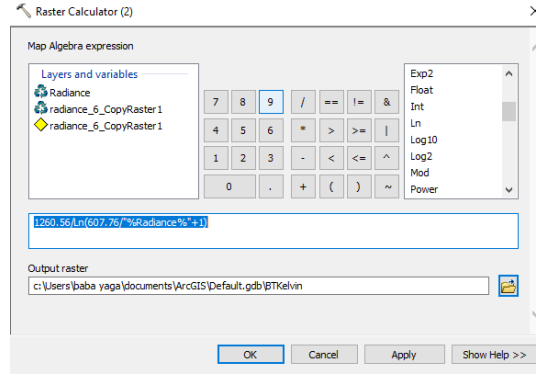 Raster Calculator (2)
Map Algebra expression
Layers and variables
Radiance
radiance_6_CopyRaster1
radiance_6_CopyRaster1
7 8 9 / == != &
4 5 6 * > >= |
1 2 3 - < <= ^
0 . + ( ) ~
Exp2
Float
Int
Ln
Log10
Log2
Mod
Power
1260.56/Ln(607.76/"%Radiance%"+1)
Output raster
c:\Users\baba yaga\documents\ArcGIS\Default.gdb\BTKelvin
OK Cancel Apply Show Help >>